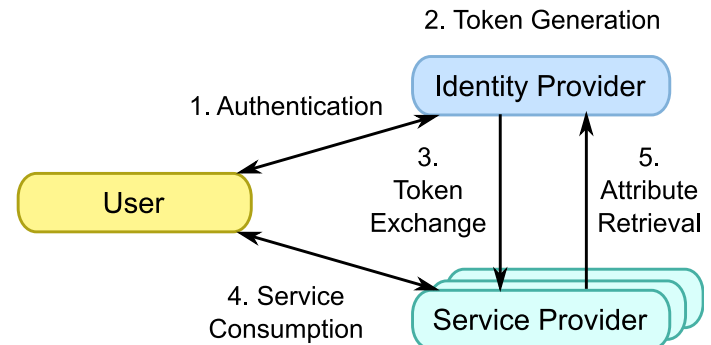 2. Token Generation
Identity Provider
1. Authentication
3.
Token
Exchange
5.
Attribute
Retrieval
User
4. Service
Consumption
Service Provider